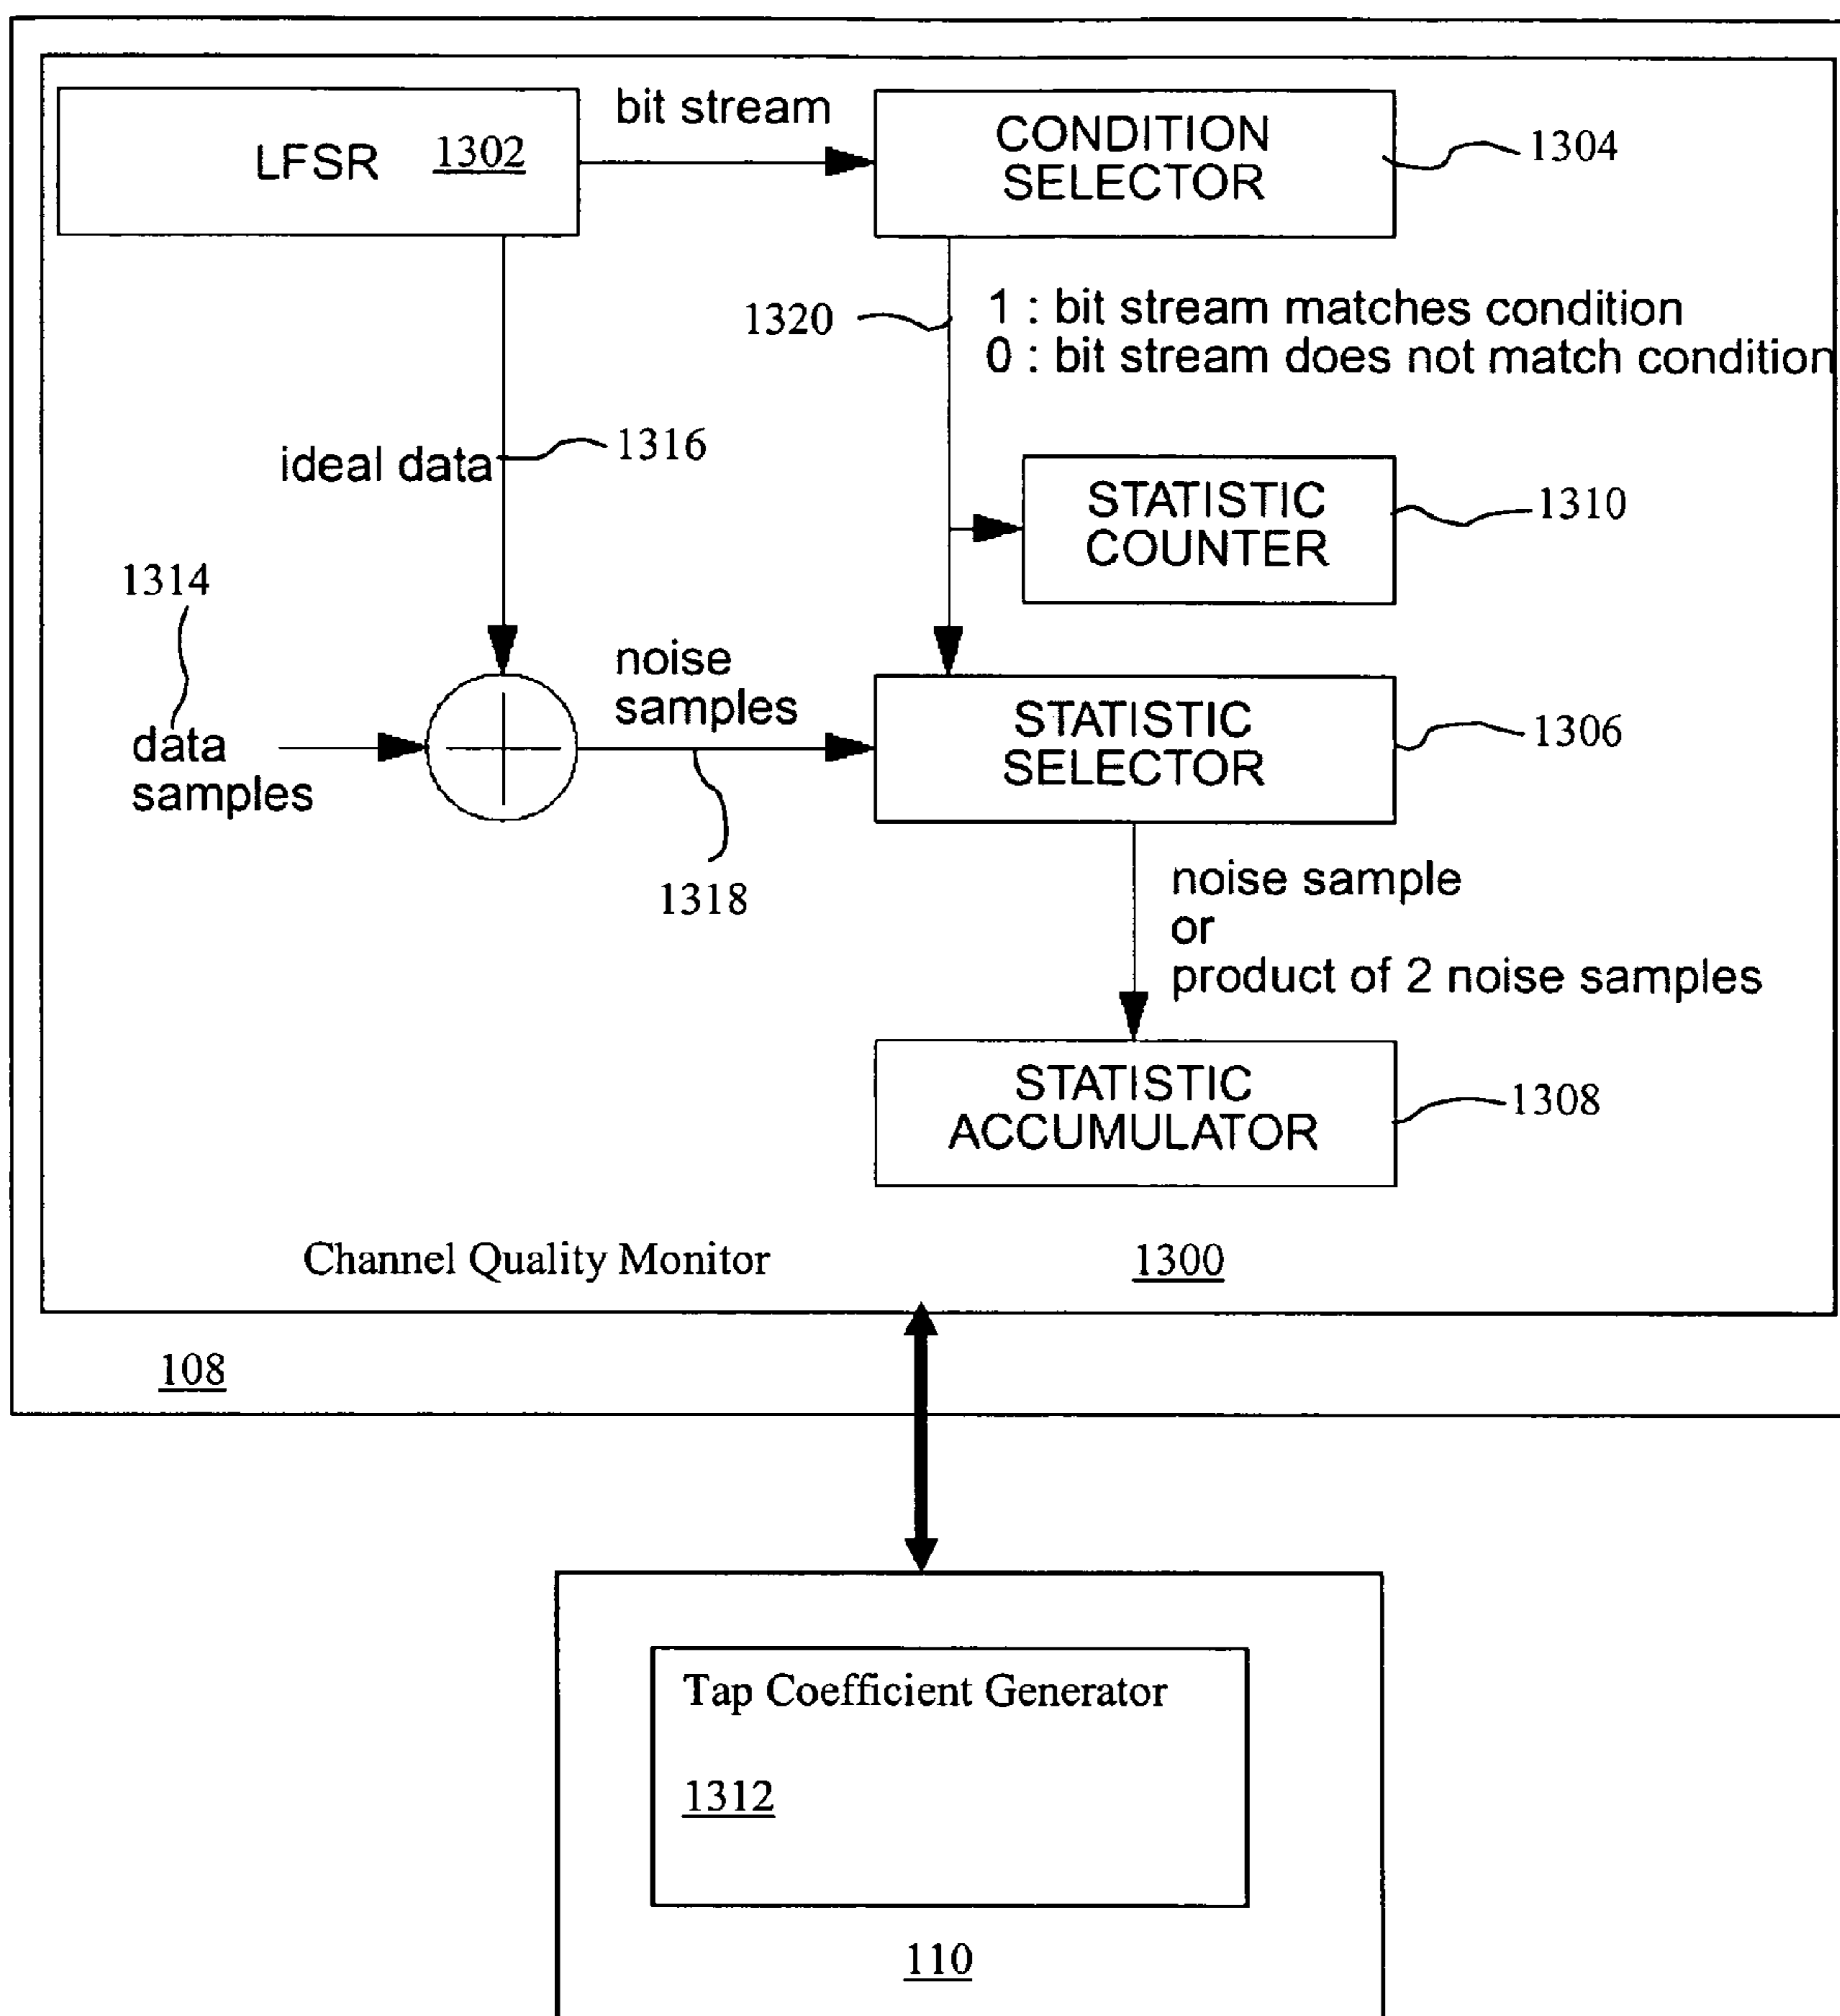 LFSR 1302
bit stream
CONDITION
SELECTOR
1304
1320
1 : bit stream matches condition
0 : bit stream does not match condition
ideal data
1316
STATISTIC
COUNTER
1310
1314
data
samples
noise
samples
1318
STATISTIC
SELECTOR
1306
noise sample
or
product of 2 noise samples
STATISTIC
ACCUMULATOR
1308
Channel Quality Monitor 1300
108
Tap Coefficient Generator
1312
110